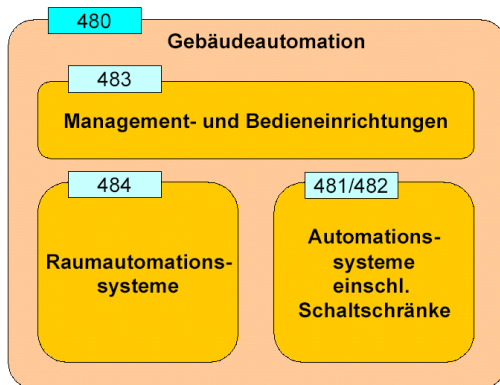 480
Gebäudeautomation
483
Management- und Bedieneinrichtungen
484
Raumautomations-
systeme
481/482
Automations-
systeme
einschl.
Schaltschränke